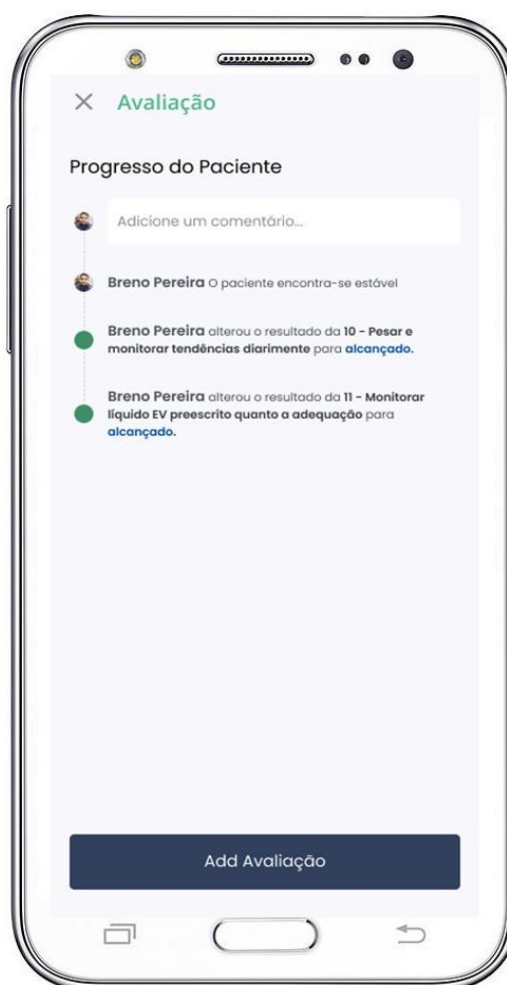 Avaliação
Progresso do Paciente
Adicione um comentário...
Breno Pereira O paciente encontra-se estável
Breno Pereira alterou o resultado da 10 - Pesar e
monitorar tendências diarimente para alcançado.
Breno Pereira alterou o resultado da 11 - Monitorar
líquido EV preescrito quanto a adequação para
alcançado.
Add Avaliação